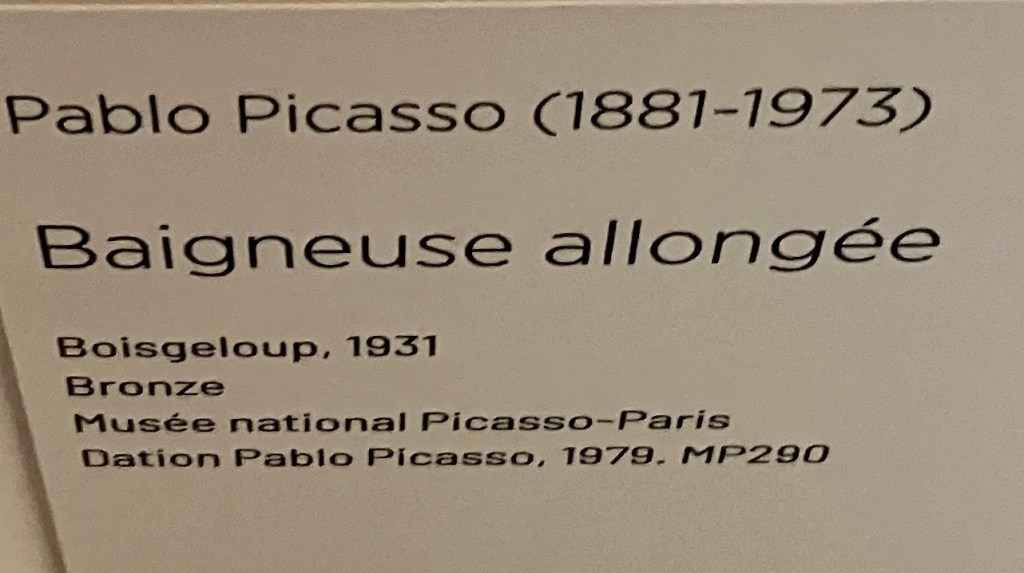 Pablo Picasso (1881-1973)
Baigneuse allongée
Boisgeloup, 1931
Bronze
Musée national Picasso-Paris
Dation Pablo Picasso, 1979. MP290